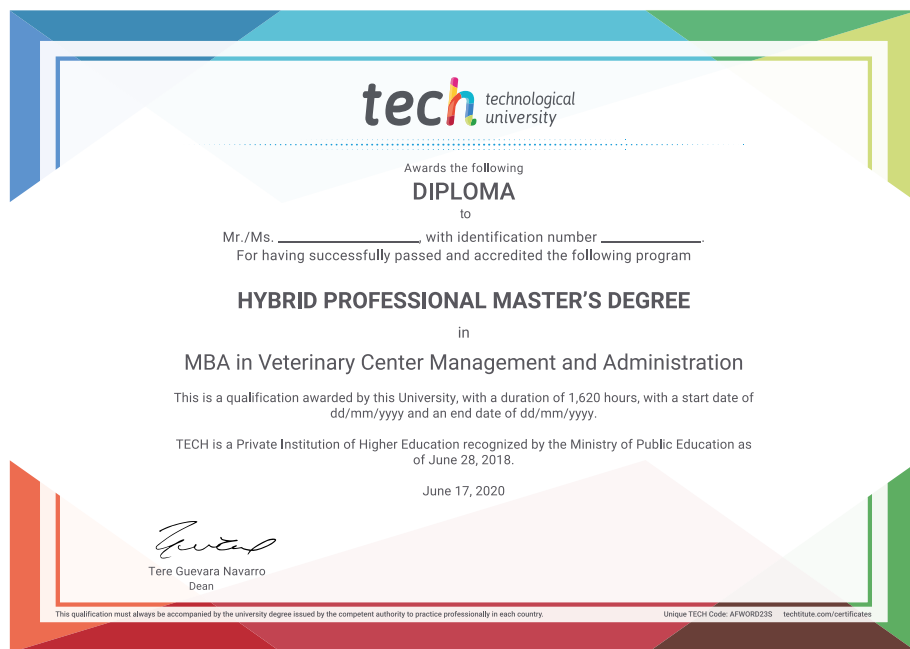 tech technological
university
Awards the following
DIPLOMA
to
Mr./Ms. ____________, with identification number ____________.
For having successfully passed and accredited the following program
HYBRID PROFESSIONAL MASTER'S DEGREE
in
MBA in Veterinary Center Management and Administration
This is a qualification awarded by this University, with a duration of 1,620 hours, with a start date of
dd/mm/yyyy and an end date of dd/mm/yyyy.
TECH is a Private Institution of Higher Education recognized by the Ministry of Public Education as
of June 28, 2018.
June 17, 2020
Tere Guevara Navarro
Dean
This qualification must always be accompanied by the university degree issued by the competent authority to practice professionally in each country. Unique TECH Code: AFWORD23S techtitute.com/certificates